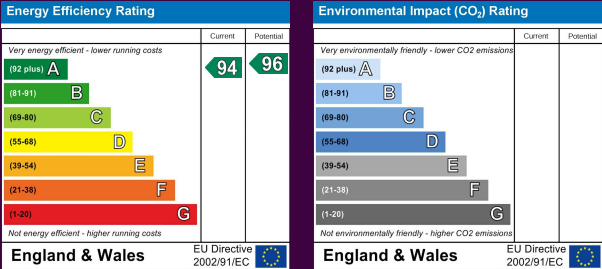 Energy Efficiency Rating
Current Potential
Very energy efficient - lower running costs
(92 plus) A
94 96
(81-91) B
(69-80) C
(55-68) D
(39-54) E
(21-38) F
(1-20) G
Not energy efficient - higher running costs
England & Wales
EU Directive
2002/91/EC
Environmental Impact (CO₂) Rating
Current Potential
Very environmentally friendly - lower CO2 emissions
(92 plus) A
(81-91) B
(69-80) C
(55-68) D
(39-54) E
(21-38) F
(1-20) G
Not environmentally friendly - higher CO2 emissions
England & Wales
EU Directive
2002/91/EC